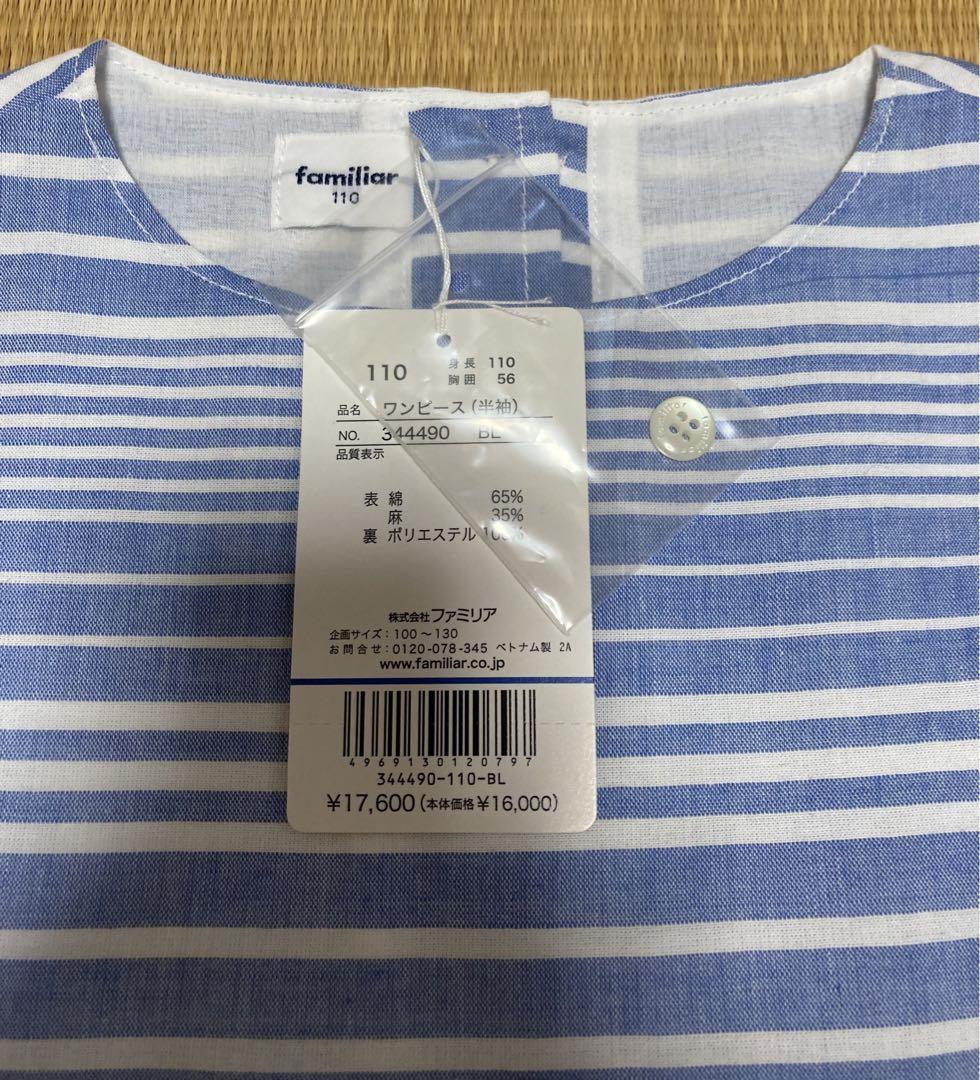 familiar
110
110 身長 110
胸囲 56
品名 ワンピース(半袖)
NO. 344490 BL
品質表示
表 綿 65%
麻 35%
裏 ポリエステル 100%
株式会社ファミリア
企画サイズ:100~130
お問合せ:0120-078-345 ベトナム製 2A
www.familiar.co.jp
4969130120797
344490-110-BL
¥17,600(本体価格¥16,000)